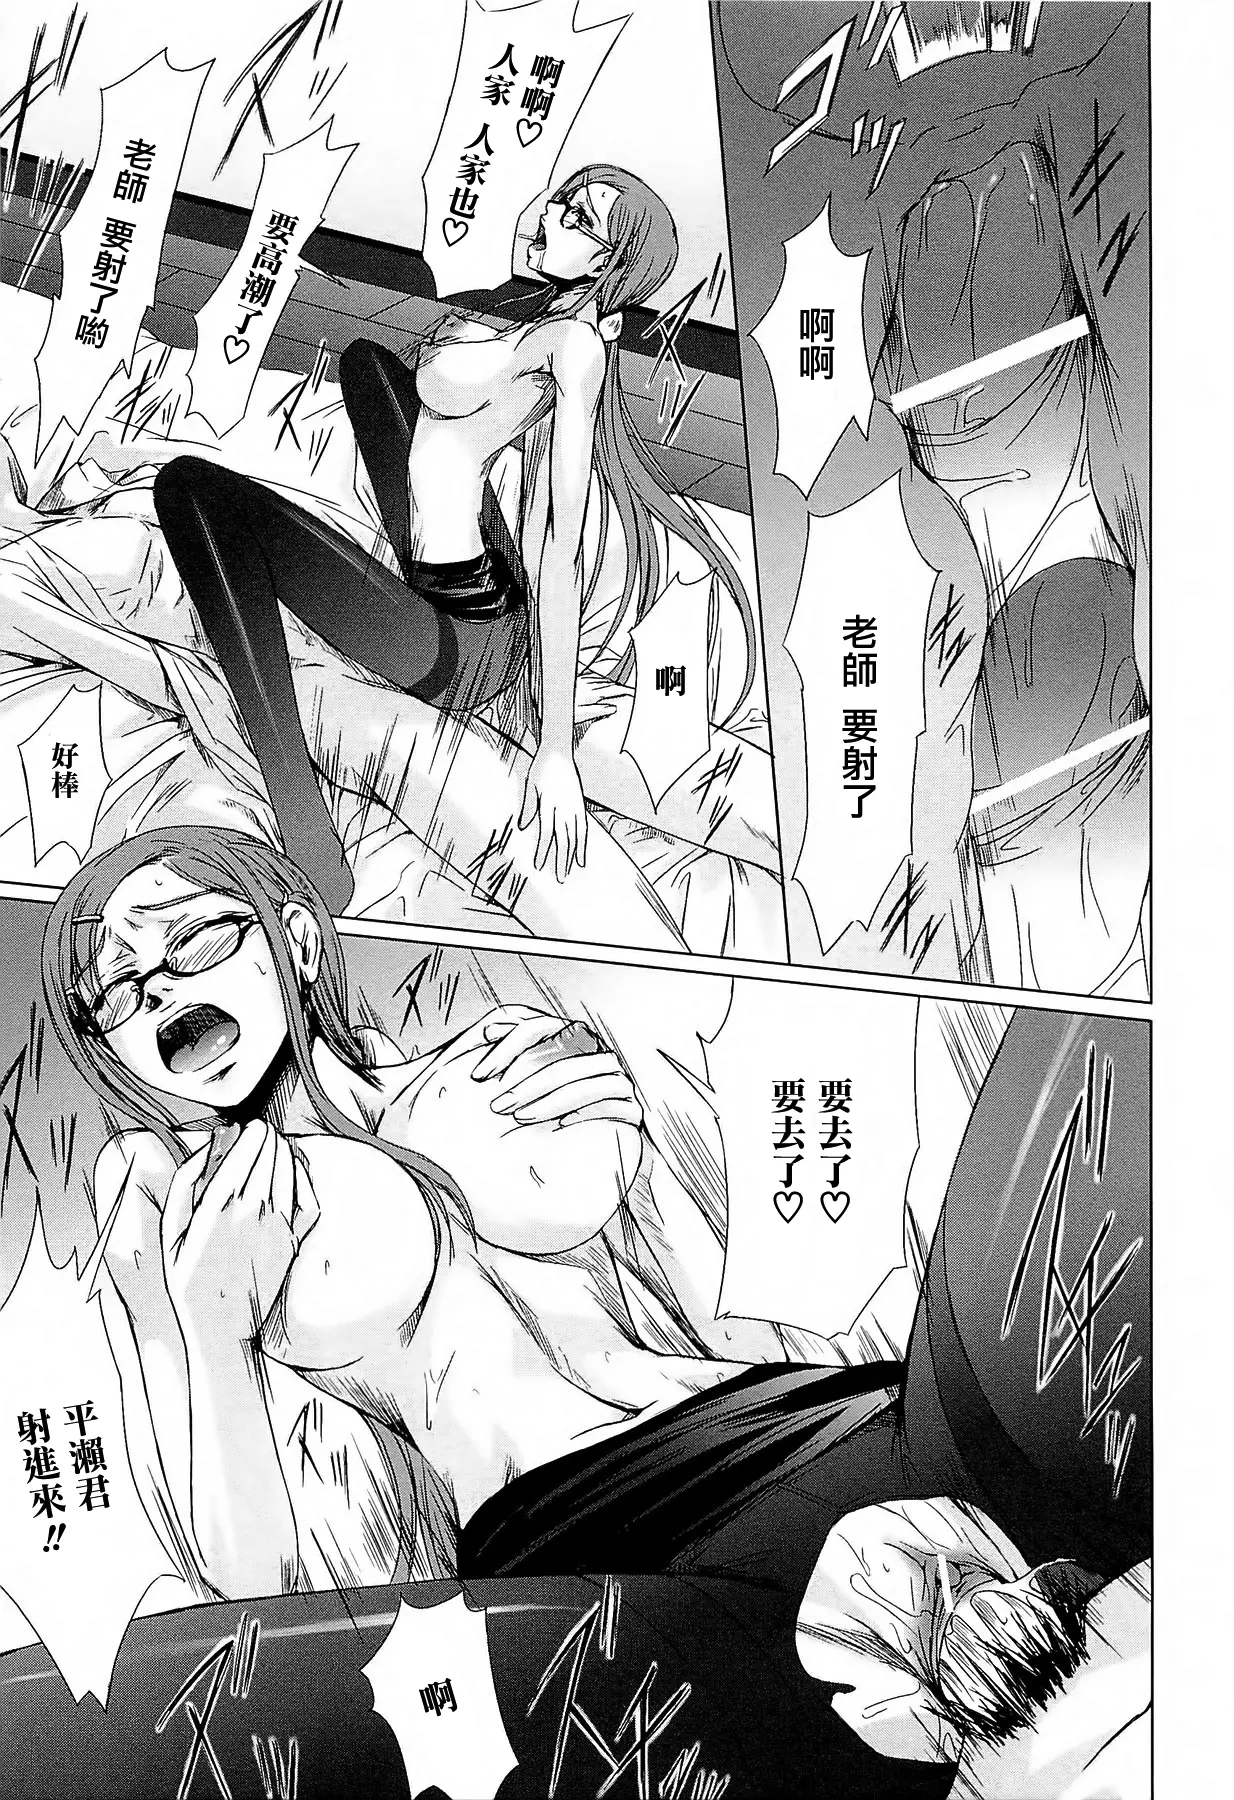 啊啊
老師 要射了
啊啊♡
人家 人家也♡
要高潮了♡
老師 要射了喲
啊
好棒
要去了♡
要去了♡
平瀨君
射進來!!
啊